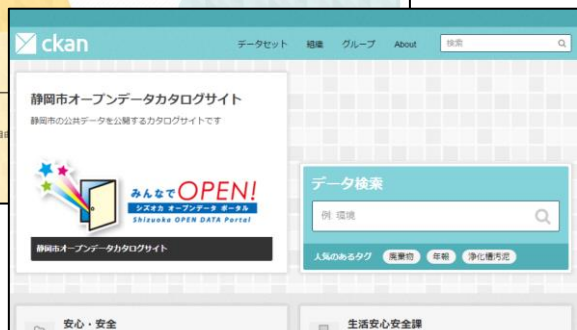 ckan
データセット 組織 グループ About 検索
静岡市オープンデータカタログサイト
静岡市の公共データを公開するカタログサイトです
みんなでOPEN!
シズオカ オープンデータ ポータル
Shizuoka OPEN DATA Portal
静岡市オープンデータカタログサイト
データ検索
例: 環境
人気のあるタグ 廃棄物 年報 浄化槽汚泥
安心・安全
生活安心安全課